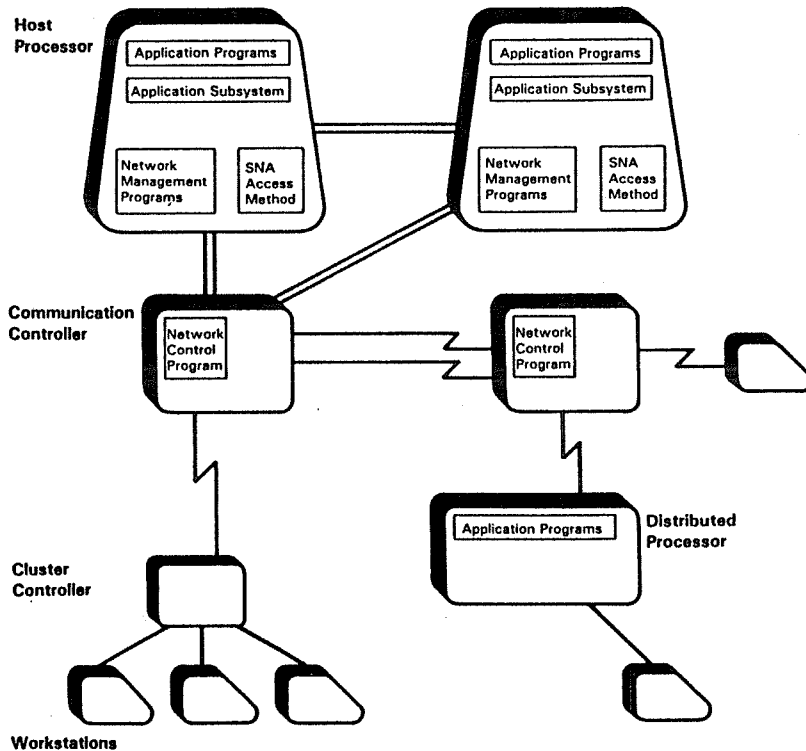 Host
Processor
Application Programs
Application Subsystem
Network
Management
Programs
SNA
Access
Method
Application Programs
Application Subsystem
Network
Management
Programs
SNA
Access
Method
Communication
Controller
Network
Control
Program
Network
Control
Program
Application Programs
Distributed
Processor
Cluster
Controller
Workstations